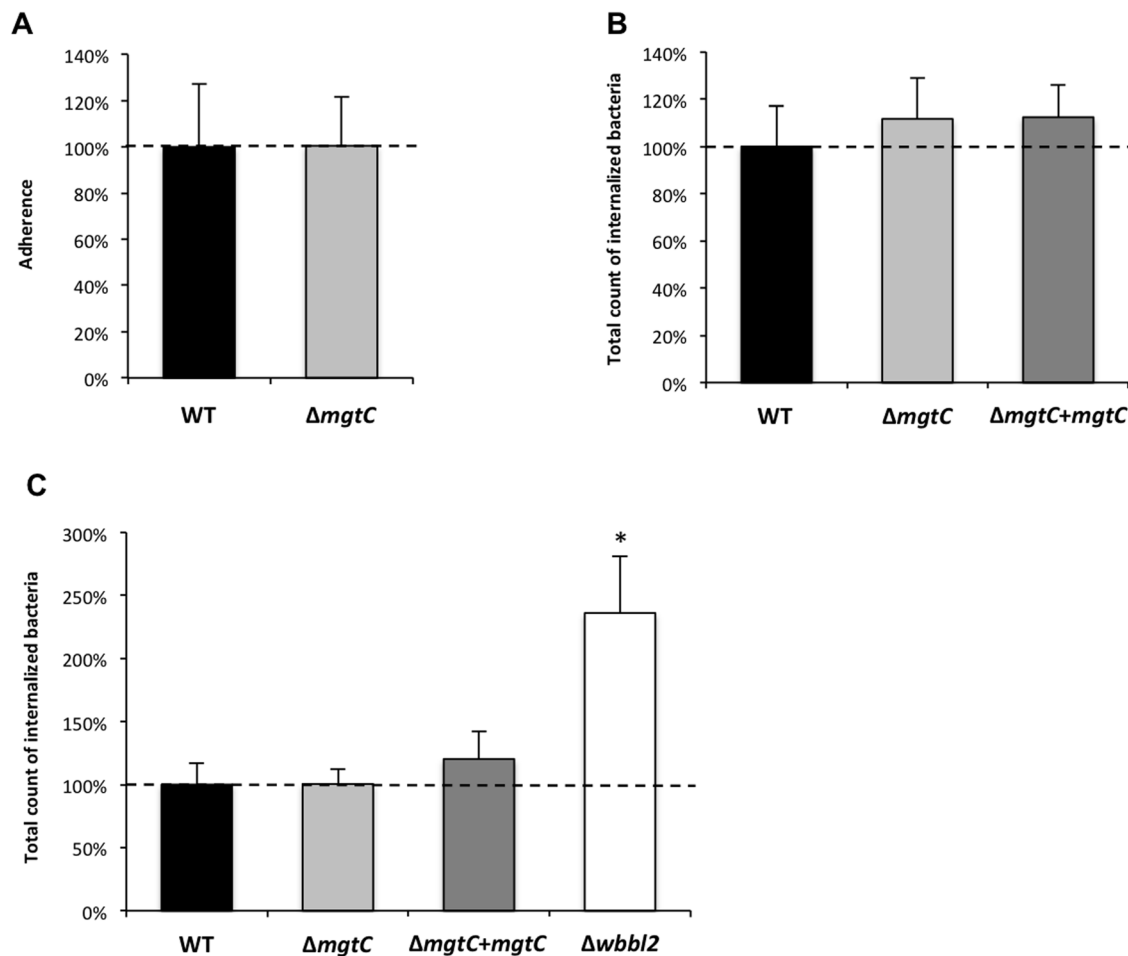 A
140%
120%
100%
80%
60%
40%
20%
0%
Adherence
WT ΔmgtC
B
140%
120%
100%
80%
60%
40%
20%
0%
Total count of internalized bacteria
WT ΔmgtC ΔmgtC+mgtC
C
300%
250%
200%
150%
100%
50%
0%
Total count of internalized bacteria
*
WT ΔmgtC ΔmgtC+mgtC Δwbbl2